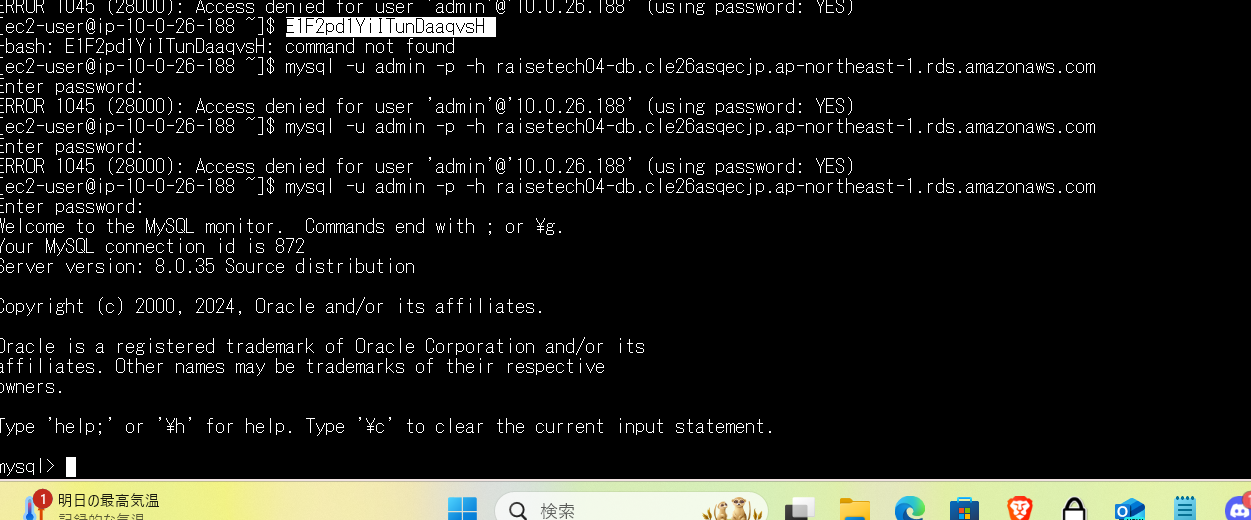 ERROR 1045 (28000): Access denied for user 'admin'@'10.0.26.188' (using password: YES)
[ec2-user@ip-10-0-26-188 ~]$ E1F2pd1YiITunDaaqvsH
-bash: E1F2pd1YiITunDaaqvsH: command not found
[ec2-user@ip-10-0-26-188 ~]$ mysql -u admin -p -h raisetech04-db.cle26asqecjp.ap-northeast-1.rds.amazonaws.com
Enter password:
ERROR 1045 (28000): Access denied for user 'admin'@'10.0.26.188' (using password: YES)
[ec2-user@ip-10-0-26-188 ~]$ mysql -u admin -p -h raisetech04-db.cle26asqecjp.ap-northeast-1.rds.amazonaws.com
Enter password:
ERROR 1045 (28000): Access denied for user 'admin'@'10.0.26.188' (using password: YES)
[ec2-user@ip-10-0-26-188 ~]$ mysql -u admin -p -h raisetech04-db.cle26asqecjp.ap-northeast-1.rds.amazonaws.com
Enter password:
Welcome to the MySQL monitor.  Commands end with ; or ¥g.
Your MySQL connection id is 872
Server version: 8.0.35 Source distribution
Copyright (c) 2000, 2024, Oracle and/or its affiliates.
Oracle is a registered trademark of Oracle Corporation and/or its
affiliates. Other names may be trademarks of their respective
owners.
Type 'help;' or '¥h' for help. Type '¥c' to clear the current input statement.
mysql>
1
明日の最高気温
記録的な気温
検索